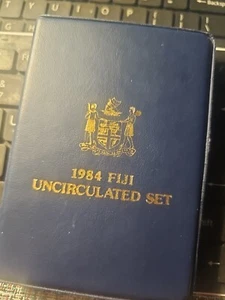 1984 FIJI
UNCIRCULATED SET